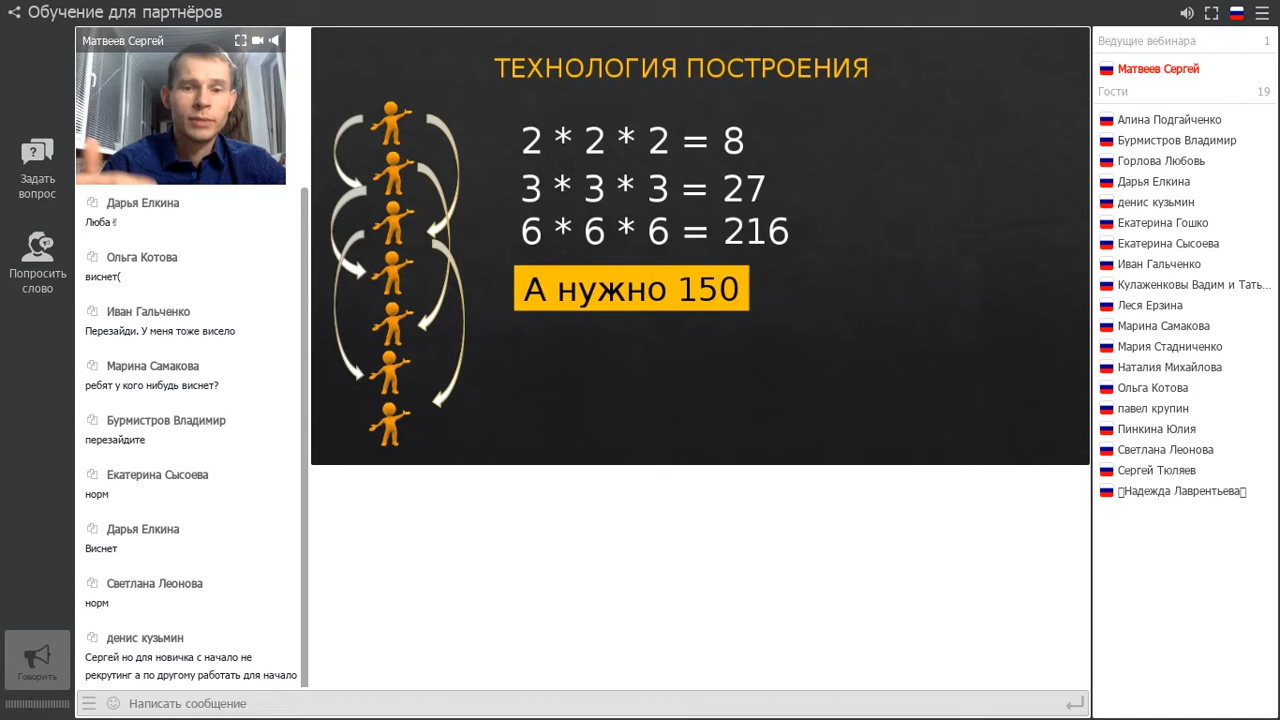 Обучение для партнёров
Матвеев Сергей
Задать
вопрос
Попросить
слово
Говорить
Дарья Елкина
Люба✌
Ольга Котова
виснет(
Иван Гальченко
Перезайди. У меня тоже висело
Марина Самакова
ребят у кого нибудь виснет?
Бурмистров Владимир
перезайдите
Екатерина Сысоева
норм
Дарья Елкина
Виснет
Светлана Леонова
норм
денис кузьмин
Сергей но для новичка с начало не
рекрутинг а по другому работать для начало
Написать сообщение
ТЕХНОЛОГИЯ ПОСТРОЕНИЯ
2 * 2 * 2 = 8
3 * 3 * 3 = 27
6 * 6 * 6 = 216
А нужно 150
Ведущие вебинара 1
Матвеев Сергей
Гости 19
Алина Подгайченко
Бурмистров Владимир
Горлова Любовь
Дарья Елкина
денис кузьмин
Екатерина Гошко
Екатерина Сысоева
Иван Гальченко
Кулаженковы Вадим и Тать...
Леся Ерзина
Марина Самакова
Мария Стадниченко
Наталия Михайлова
Ольга Котова
павел крупин
Пинкина Юлия
Светлана Леонова
Сергей Тюляев
Надежда Лаврентьева